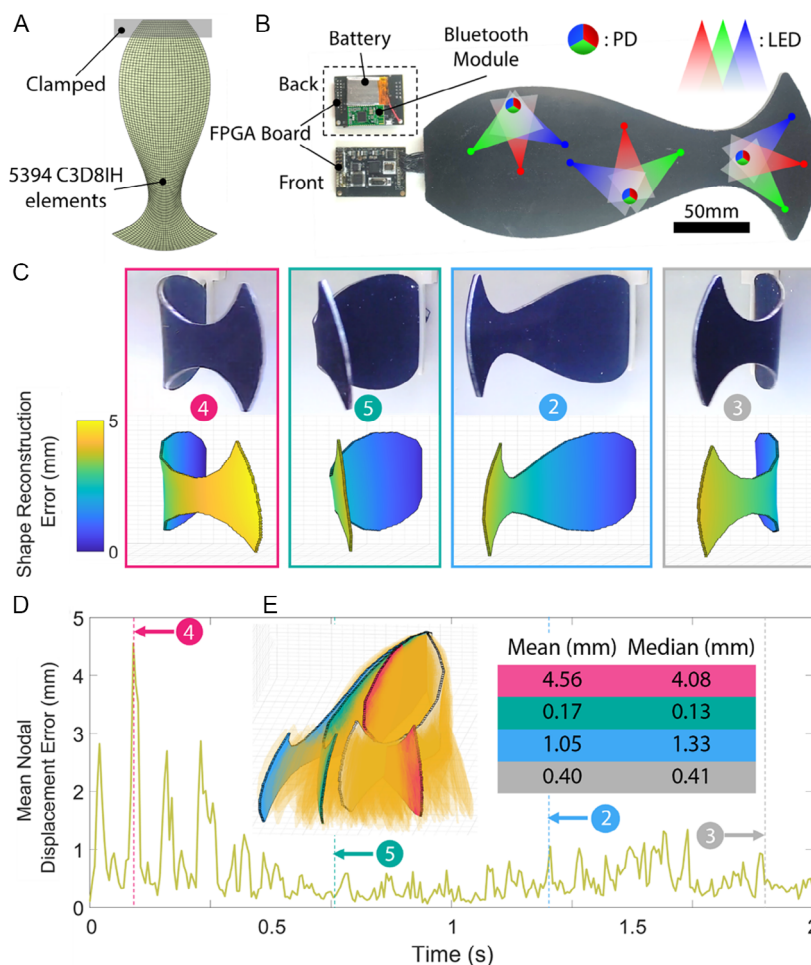 A
Clamped
5394 C3D8IH
elements
B
Battery
Bluetooth
Module
Back
FPGA Board
Front
: PD
: LED
50mm
C
4
5
2
3
Shape Reconstruction
Error (mm)
5
0
D
E
Mean Nodal
Displacement Error (mm)
5
4
3
2
1
0
4
5
2
3
Mean (mm) Median (mm)
4.56 4.08
0.17 0.13
1.05 1.33
0.40 0.41
0 0.5 1 1.5 2
Time (s)